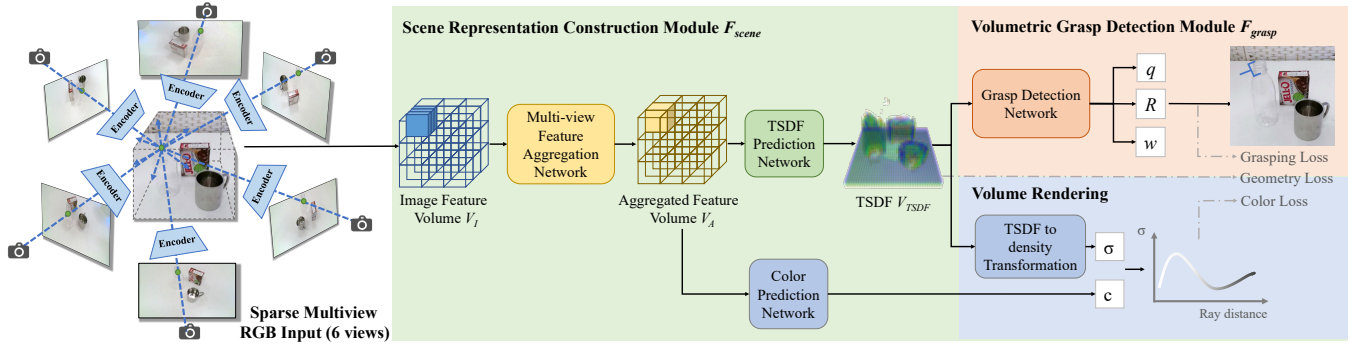 Encoder
Encoder
Encoder
Encoder
Encoder
Encoder
Sparse Multiview
RGB Input (6 views)
Scene Representation Construction Module F_scene
Image Feature
Volume V_I
Multi-view
Feature
Aggregation
Network
Aggregated Feature
Volume V_A
TSDF
Prediction
Network
TSDF V_TSDF
Color
Prediction
Network
Volumetric Grasp Detection Module F_grasp
Grasp Detection
Network
q
R
w
JELLO
Grasping Loss
Geometry Loss
Color Loss
Volume Rendering
TSDF to
density
Transformation
σ
c
σ
Ray distance